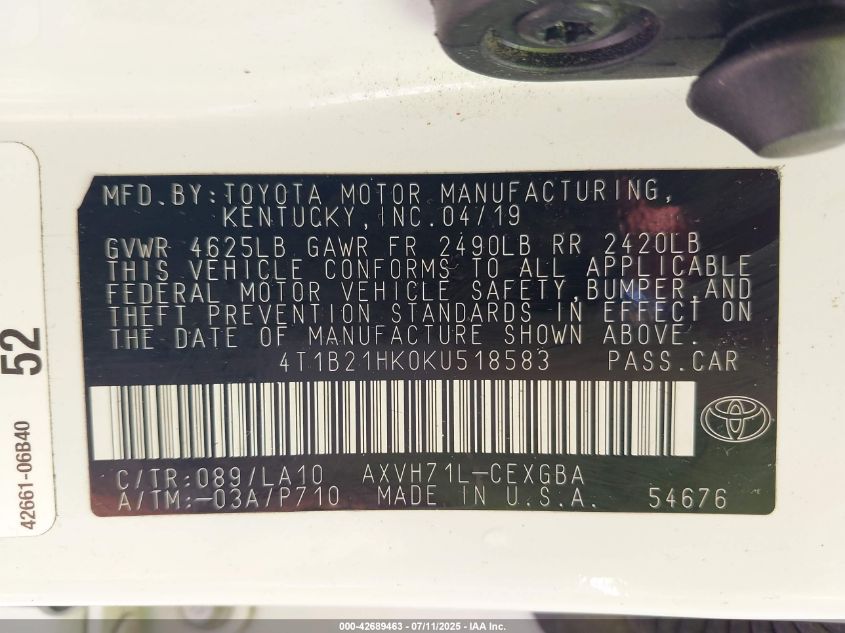 MFD.BY:TOYOTA MOTOR MANUFACTURING,
KENTUCKY,INC.04/19
GVWR 4625LB GAWR FR 2490LB RR 2420LB
THIS VEHICLE CONFORMS TO ALL APPLICABLE
FEDERAL MOTOR VEHICLE SAFETY,BUMPER,AND
THEFT PREVENTION STANDARDS IN EFFECT ON
THE DATE OF MANUFACTURE SHOWN ABOVE.
4T1B21HK0KU518583 PASS.CAR
C/TR:089/LA10 AXVH71L-CEXGBA
A/TM:-03A/P710 MADE IN U.S.A. 54676
52
42661-06B40
000-42689463 - 07/11/2025 - IAA Inc.